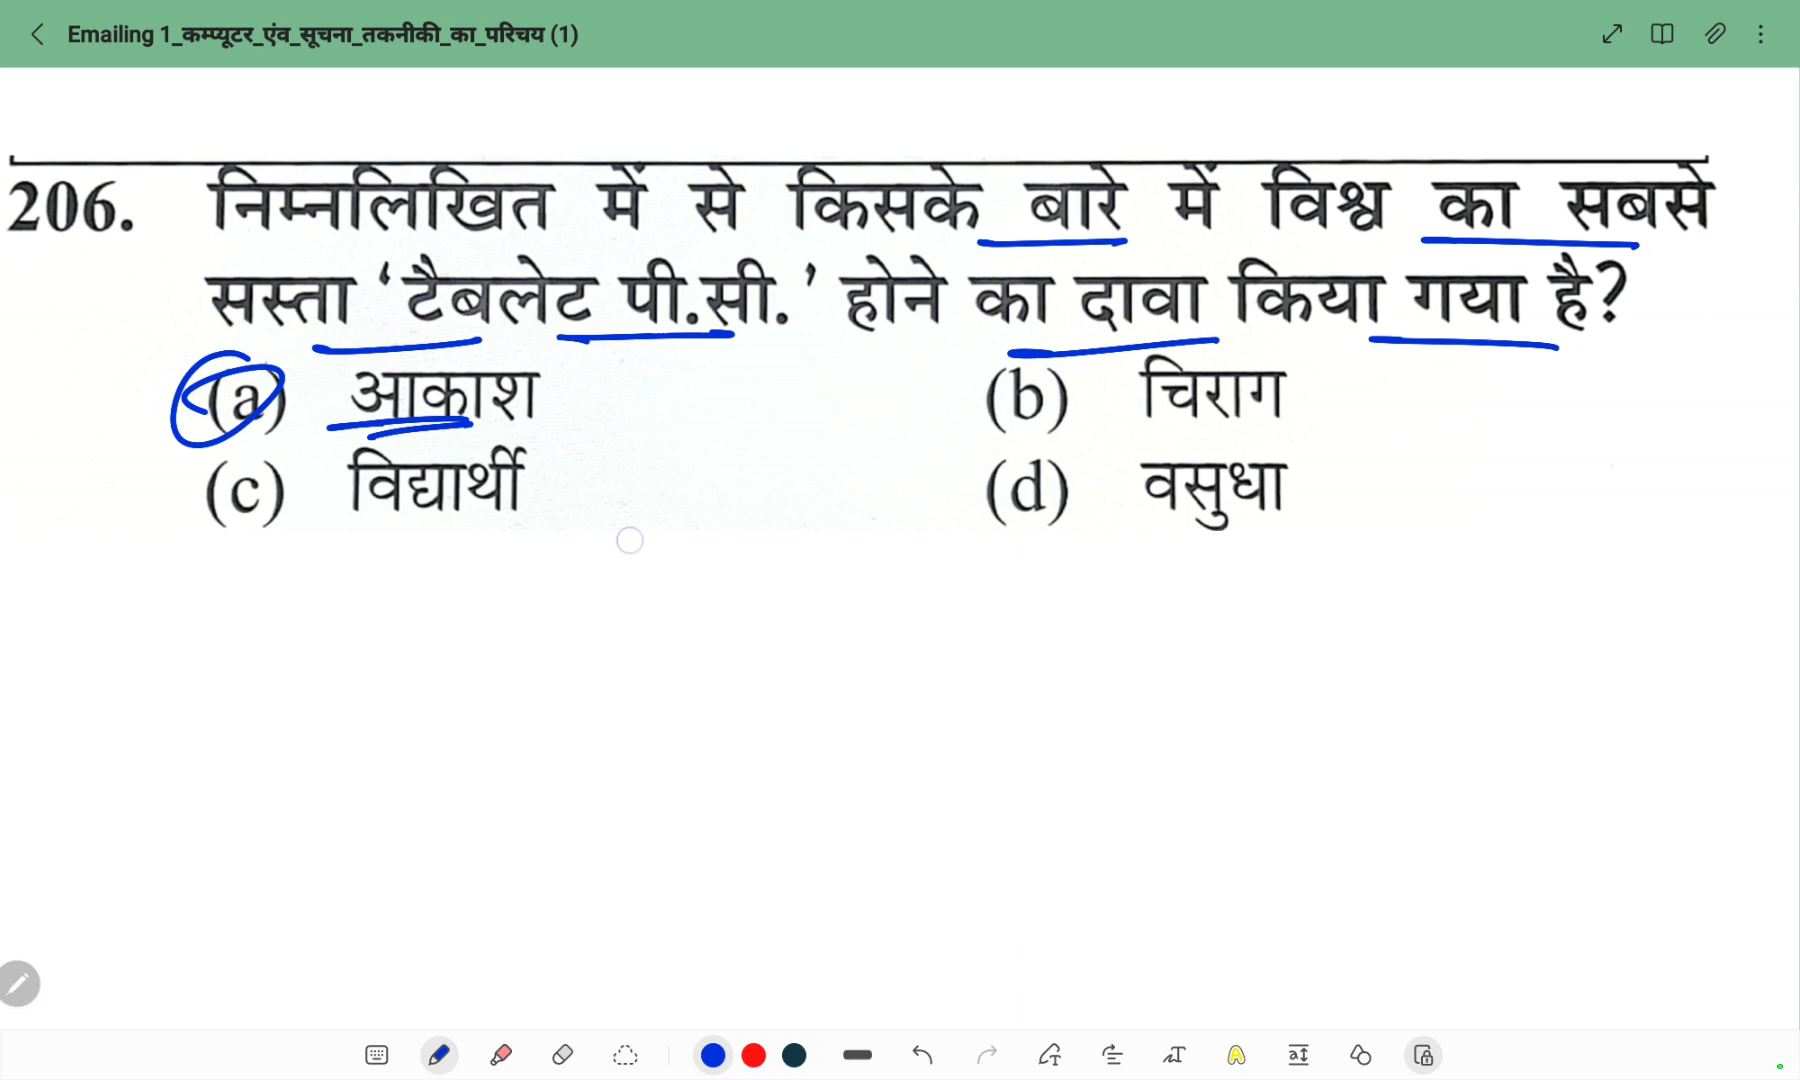 Emailing 1_कम्प्यूटर_एंव_सूचना_तकनीकी_का_परिचय (1)
206. निम्नलिखित में से किसके बारे में विश्व का सबसे
सस्ता ‘टैबलेट पी.सी.’ होने का दावा किया गया है?
(a) आकाश (b) चिराग
(c) विद्यार्थी (d) वसुधा